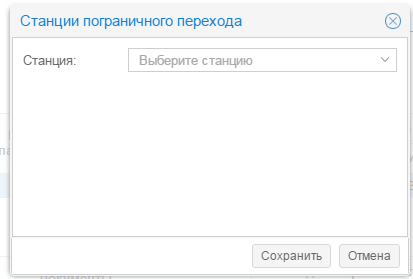 Станции пограничного перехода
Станция:
Выберите станцию
Сохранить
Отмена